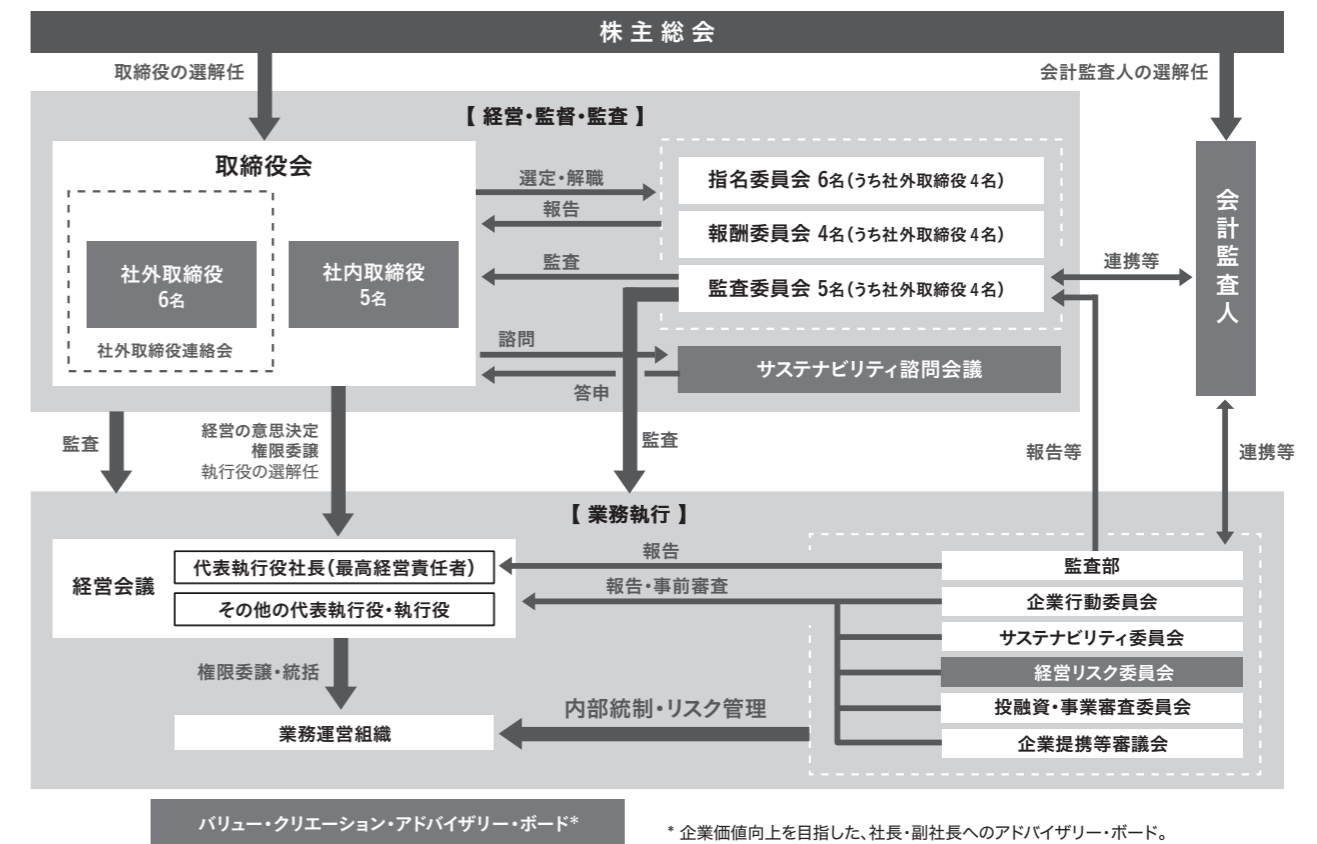 株主総会
取締役の選解任
会計監査人の選解任
【 経営・監督・監査 】
取締役会
社外取締役
6名
社外取締役連絡会
社内取締役
5名
選定・解職
報告
監査
諮問
答申
指名委員会 6名(うち社外取締役 4名)
報酬委員会 4名(うち社外取締役 4名)
監査委員会 5名(うち社外取締役 4名)
サステナビリティ諮問会議
連携等
会計監査人
監査
経営の意思決定
権限委譲
執行役の選解任
監査
報告等
連携等
【 業務執行 】
経営会議
代表執行役社長(最高経営責任者)
その他の代表執行役・執行役
報告
報告・事前審査
監査部
企業行動委員会
サステナビリティ委員会
経営リスク委員会
投融資・事業審査委員会
企業提携等審議会
権限委譲・統括
内部統制・リスク管理
業務運営組織
バリュー・クリエーション・アドバイザリー・ボード*
* 企業価値向上を目指した、社長・副社長へのアドバイザリー・ボード。